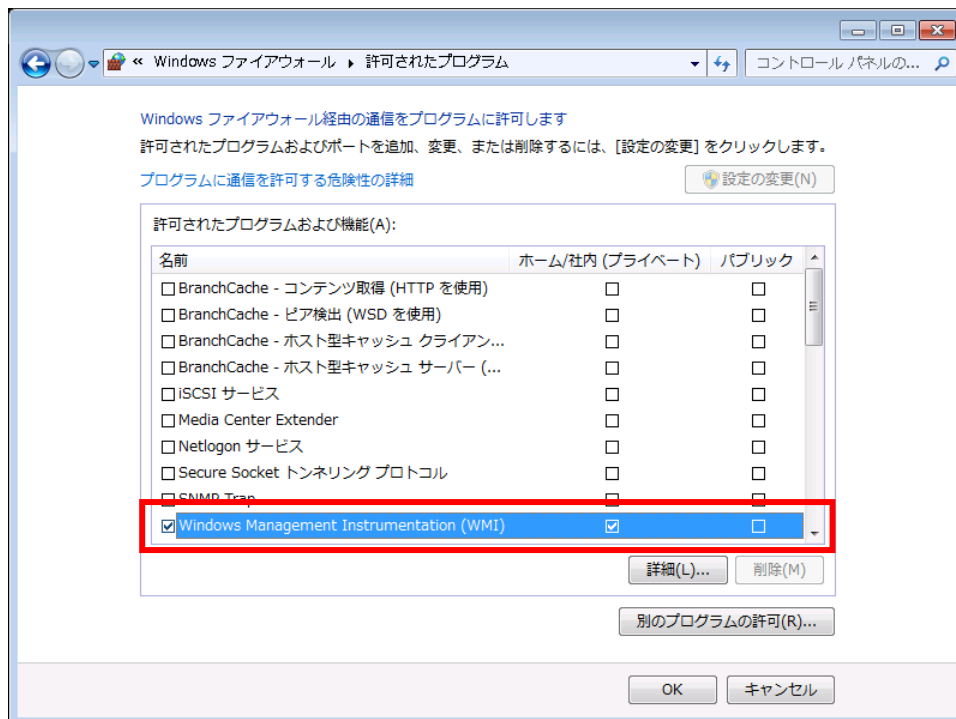 « Windows ファイアウォール ▸ 許可されたプログラム
コントロール パネルの...
Windows ファイアウォール経由の通信をプログラムに許可します
許可されたプログラムおよびポートを追加、変更、または削除するには、[設定の変更] をクリックします。
プログラムに通信を許可する危険性の詳細
設定の変更(N)
許可されたプログラムおよび機能(A):
名前 ホーム/社内 (プライベート) パブリック
BranchCache - コンテンツ取得 (HTTP を使用)
BranchCache - ピア検出 (WSD を使用)
BranchCache - ホスト型キャッシュ クライアン...
BranchCache - ホスト型キャッシュ サーバー (...
iSCSI サービス
Media Center Extender
Netlogon サービス
Secure Socket トンネリング プロトコル
SNMP Trap
Windows Management Instrumentation (WMI)
詳細(L)... 削除(M)
別のプログラムの許可(R)...
OK キャンセル